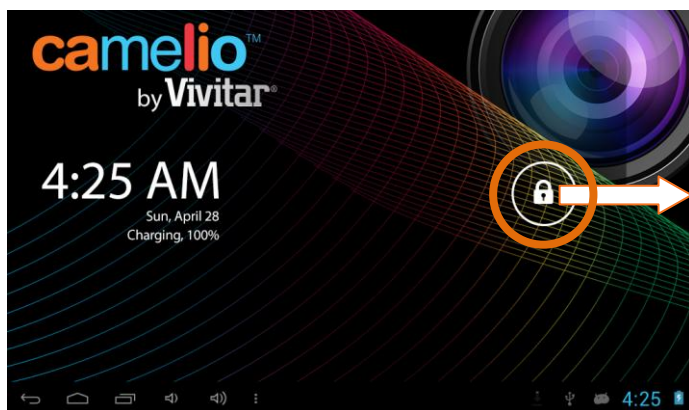 camelio™
by Vivitar®
4:25 AM
Sun, April 28
Charging, 100%
4:25